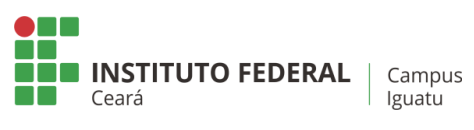 INSTITUTO FEDERAL
Ceará
Campus
Iguatu